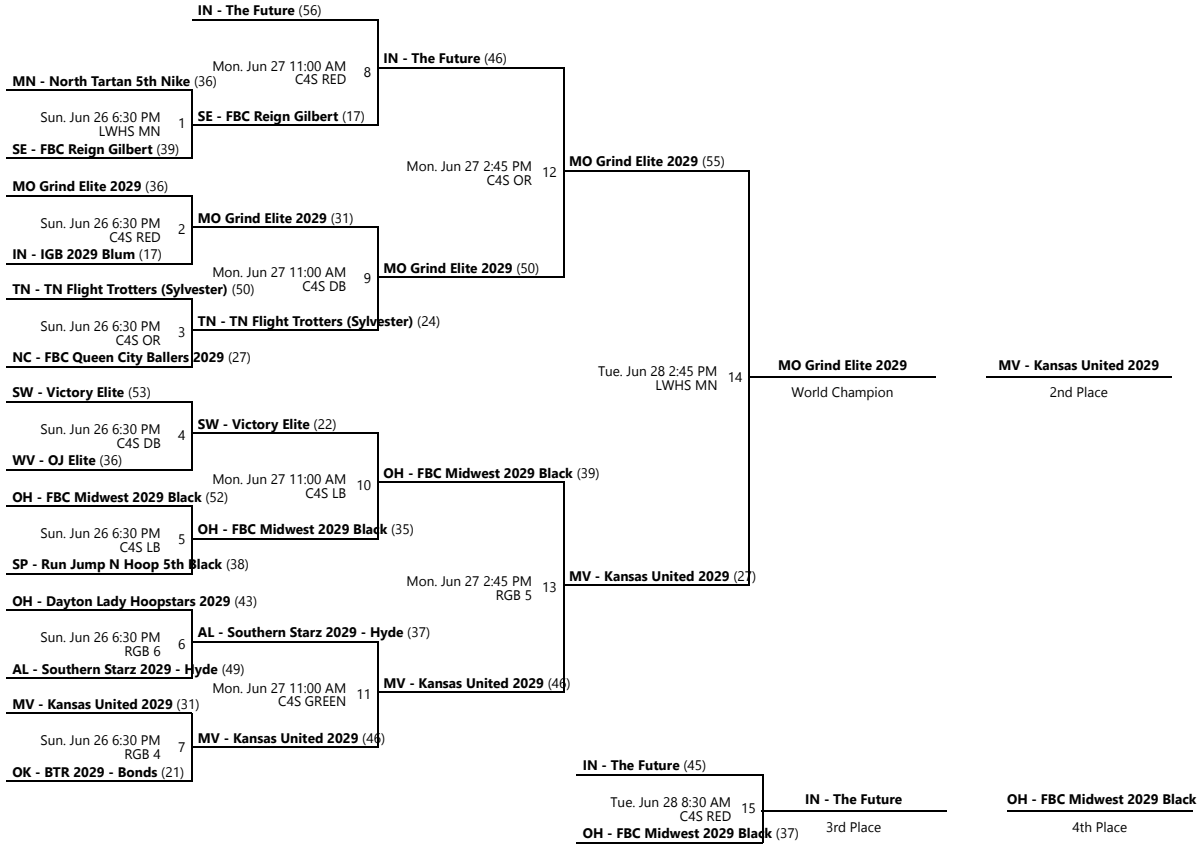 IN - The Future (56)
Mon. Jun 27 11:00 AM
C4S RED
8
IN - The Future (46)
MN - North Tartan 5th Nike (36)
Sun. Jun 26 6:30 PM
LWHS MN
1
SE - FBC Reign Gilbert (17)
SE - FBC Reign Gilbert (39)
Mon. Jun 27 2:45 PM
C4S OR
12
MO Grind Elite 2029 (55)
MO Grind Elite 2029 (36)
Sun. Jun 26 6:30 PM
C4S RED
2
MO Grind Elite 2029 (31)
IN - IGB 2029 Blum (17)
Mon. Jun 27 11:00 AM
C4S DB
9
MO Grind Elite 2029 (50)
TN - TN Flight Trotters (Sylvester) (50)
Sun. Jun 26 6:30 PM
C4S OR
3
TN - TN Flight Trotters (Sylvester) (24)
NC - FBC Queen City Ballers 2029 (27)
Tue. Jun 28 2:45 PM
LWHS MN
14
MO Grind Elite 2029
World Champion
MV - Kansas United 2029
2nd Place
SW - Victory Elite (53)
Sun. Jun 26 6:30 PM
C4S DB
4
SW - Victory Elite (22)
WV - OJ Elite (36)
Mon. Jun 27 11:00 AM
C4S LB
10
OH - FBC Midwest 2029 Black (39)
OH - FBC Midwest 2029 Black (52)
Sun. Jun 26 6:30 PM
C4S LB
5
OH - FBC Midwest 2029 Black (35)
SP - Run Jump N Hoop 5th Black (38)
Mon. Jun 27 2:45 PM
RGB 5
13
MV - Kansas United 2029 (27)
OH - Dayton Lady Hoopstars 2029 (43)
Sun. Jun 26 6:30 PM
RGB 6
6
AL - Southern Starz 2029 - Hyde (37)
AL - Southern Starz 2029 - Hyde (49)
Mon. Jun 27 11:00 AM
C4S GREEN
11
MV - Kansas United 2029 (46)
MV - Kansas United 2029 (31)
Sun. Jun 26 6:30 PM
RGB 4
7
MV - Kansas United 2029 (46)
OK - BTR 2029 - Bonds (21)
IN - The Future (45)
Tue. Jun 28 8:30 AM
C4S RED
15
OH - FBC Midwest 2029 Black (37)
IN - The Future
3rd Place
OH - FBC Midwest 2029 Black
4th Place